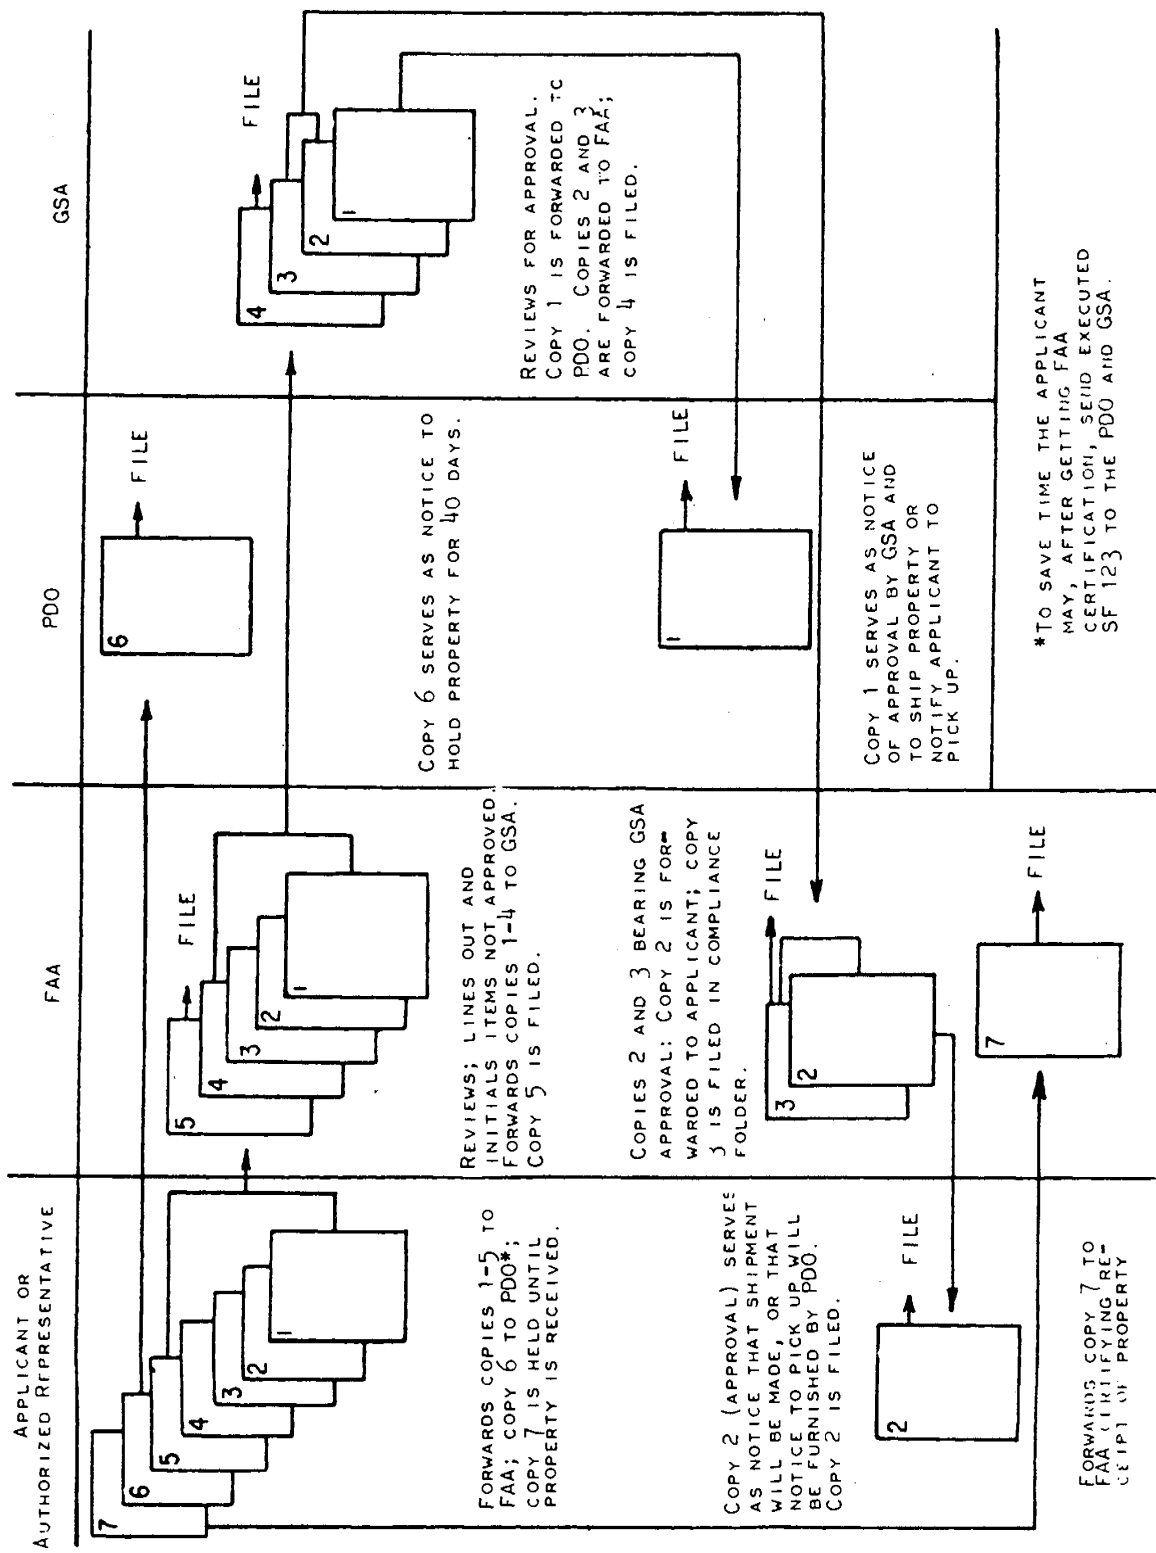 APPLICANT OR
AUTHORIZED REPRESENTATIVE
FAA
PDO
GSA
7
6
5
4
3
2
1
FORWARDS COPIES 1-5 TO
FAA; COPY 6 TO PDO*;
COPY 7 IS HELD UNTIL
PROPERTY IS RECEIVED.
5
4
3
2
1
FILE
REVIEWS; LINES OUT AND
INITIALS ITEMS NOT APPROVED.
FORWARDS COPIES 1-4 TO GSA.
COPY 5 IS FILED.
6
FILE
COPY 6 SERVES AS NOTICE TO
HOLD PROPERTY FOR 40 DAYS.
4
3
2
1
FILE
REVIEWS FOR APPROVAL.
COPY 1 IS FORWARDED TO
PDO. COPIES 2 AND 3
ARE FORWARDED TO FAA;
COPY 4 IS FILED.
COPY 2 (APPROVAL) SERVES
AS NOTICE THAT SHIPMENT
WILL BE MADE, OR THAT
NOTICE TO PICK UP WILL
BE FURNISHED BY PDO.
COPY 2 IS FILED.
2
FILE
FORWARDS COPY 7 TO
FAA CERTIFYING RE-
CEIPT OF PROPERTY
COPIES 2 AND 3 BEARING GSA
APPROVAL: COPY 2 IS FOR-
WARDED TO APPLICANT; COPY
3 IS FILED IN COMPLIANCE
FOLDER.
3
2
FILE
7
FILE
1
FILE
COPY 1 SERVES AS NOTICE
OF APPROVAL BY GSA AND
TO SHIP PROPERTY OR
NOTIFY APPLICANT TO
PICK UP.
*TO SAVE TIME THE APPLICANT
MAY, AFTER GETTING FAA
CERTIFICATION, SEND EXECUTED
SF 123 TO THE PDO AND GSA.